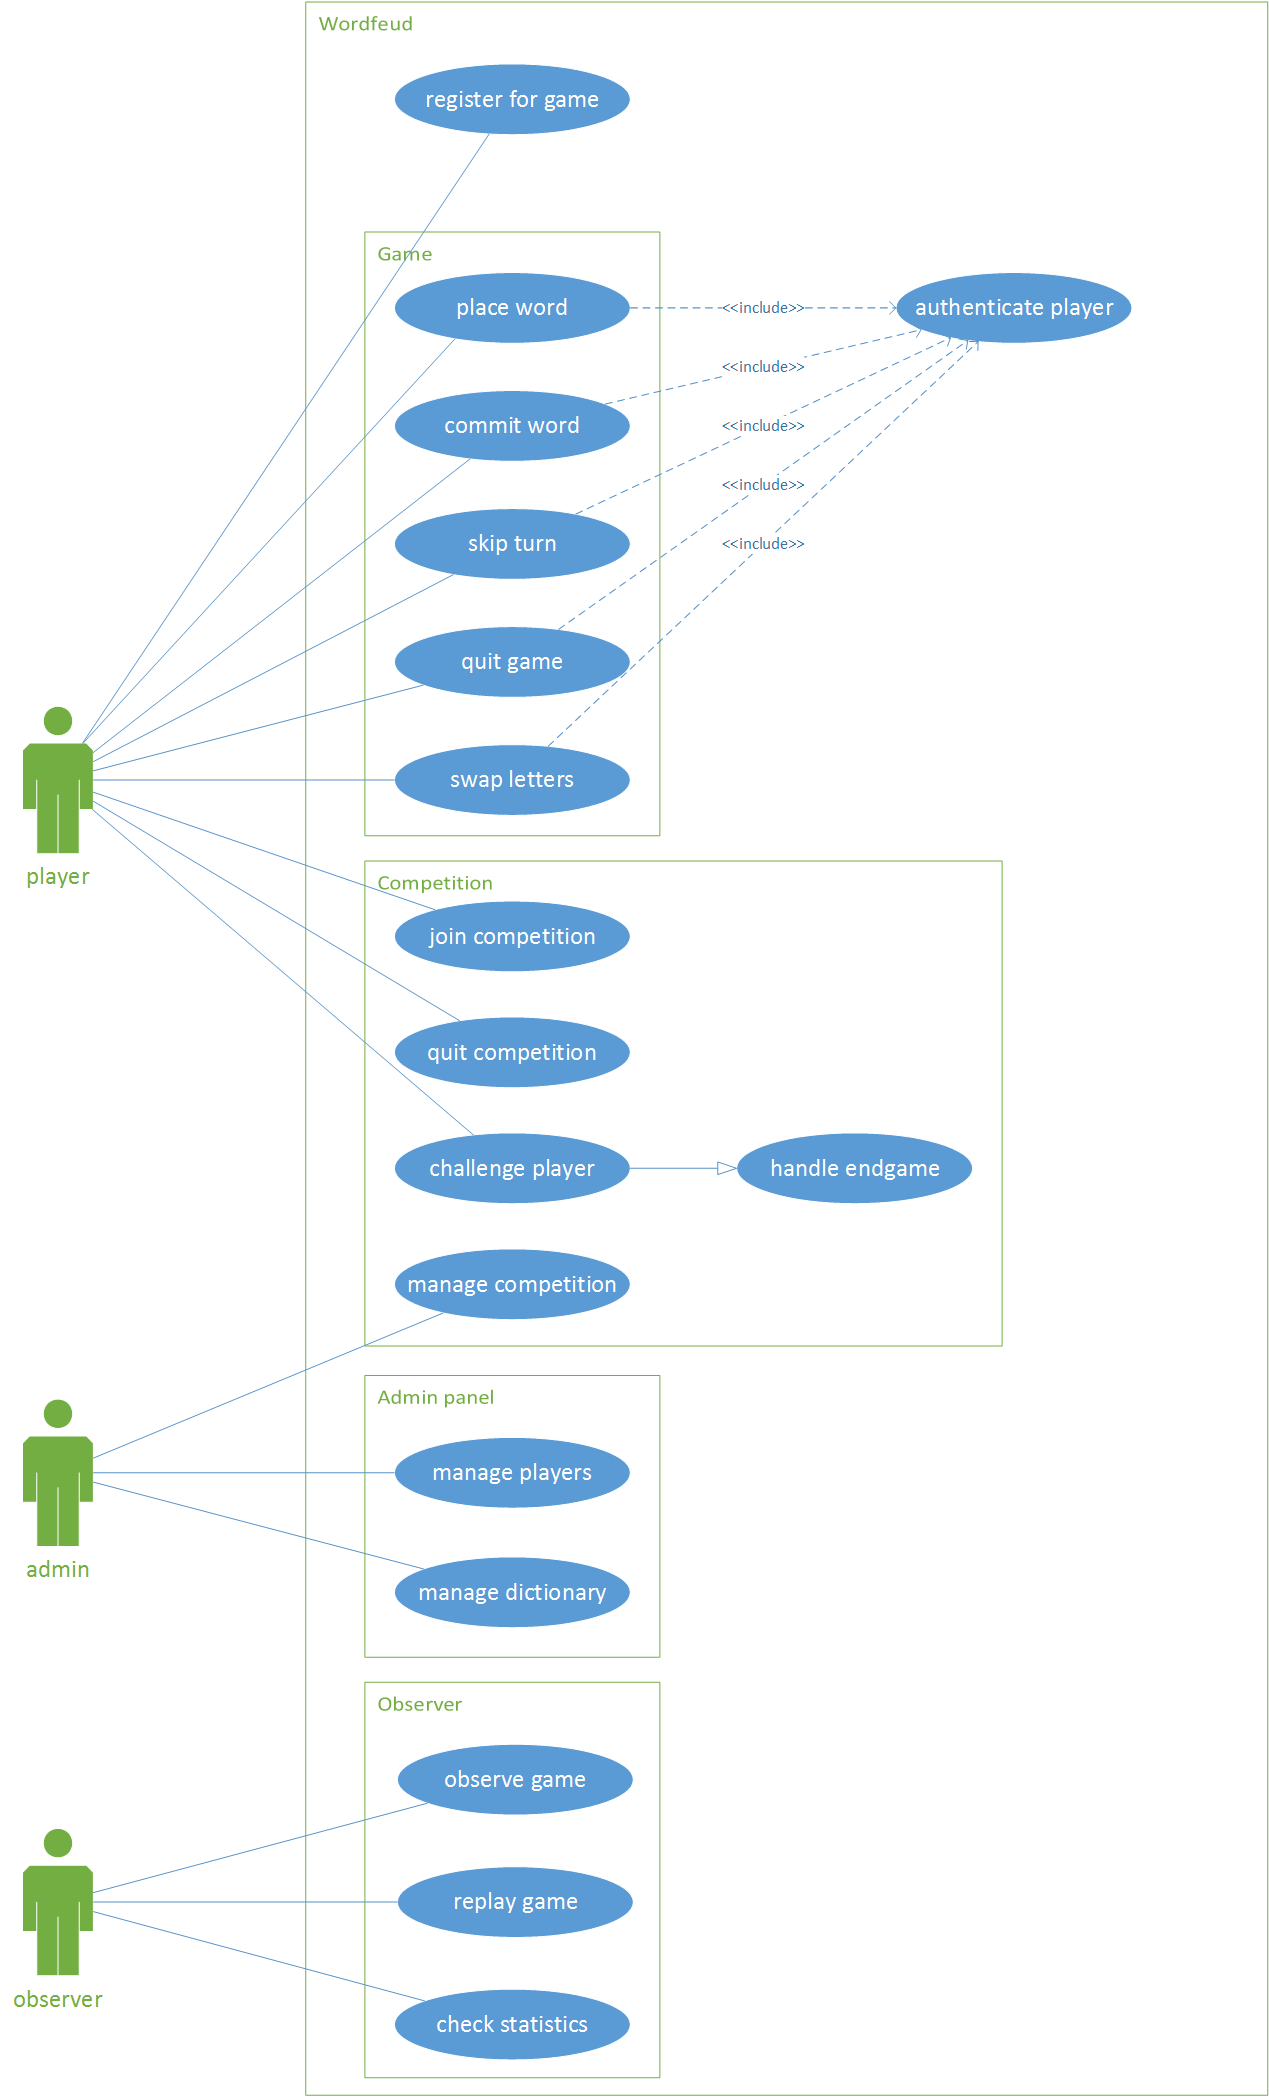 Wordfeud
register for game
Game
place word
<<include>>
authenticate player
commit word
<<include>>
<<include>>
<<include>>
skip turn
<<include>>
quit game
swap letters
player
Competition
join competition
quit competition
challenge player
handle endgame
manage competition
Admin panel
manage players
admin
manage dictionary
Observer
observe game
replay game
observer
check statistics